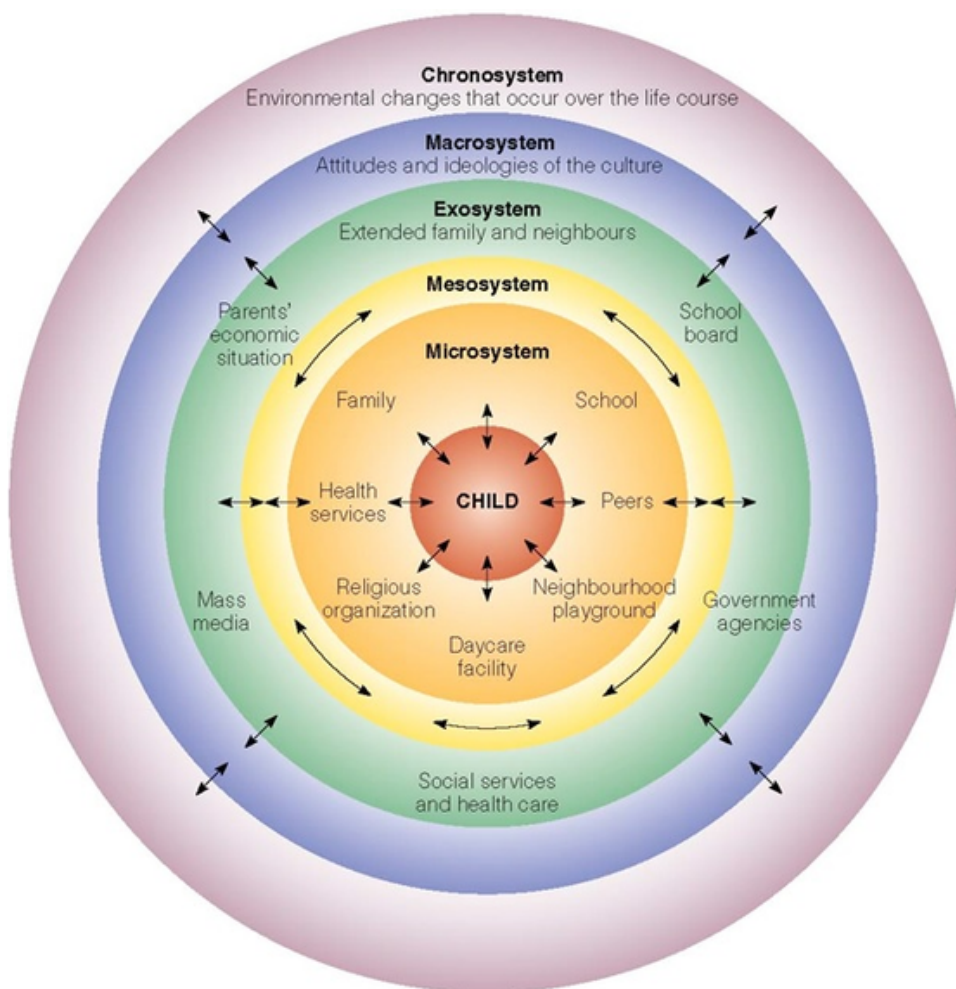 Chronosystem
Environmental changes that occur over the life course
Macrosystem
Attitudes and ideologies of the culture
Exosystem
Extended family and neighbours
Mesosystem
Parents'
economic
situation
School
board
Microsystem
Family
School
Health
services
CHILD
Peers
Religious
organization
Neighbourhood
playground
Mass
media
Government
agencies
Daycare
facility
Social services
and health care